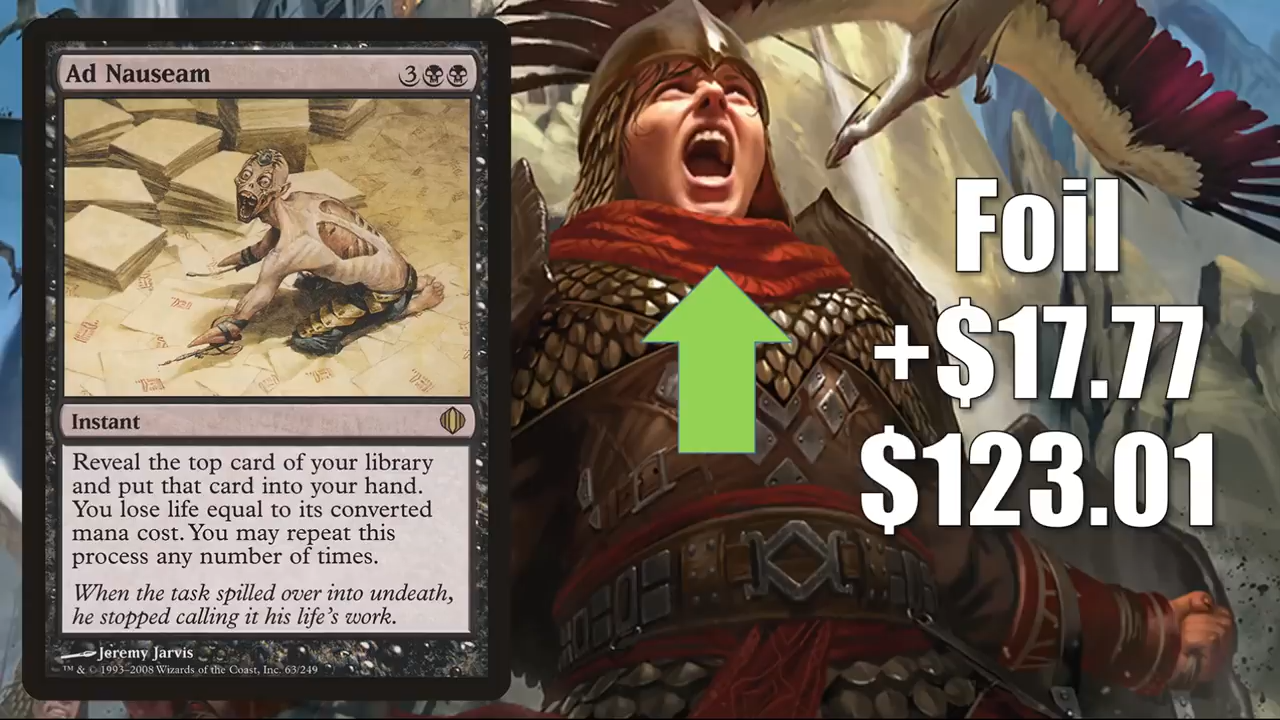 Ad Nauseam 3
Instant
Reveal the top card of your library
and put that card into your hand.
You lose life equal to its converted
mana cost. You may repeat this
process any number of times.
When the task spilled over into undeath,
he stopped calling it his life's work.
Jeremy Jarvis
™ & © 1993–2008 Wizards of the Coast, Inc. 63/249
Foil
+$17.77
$123.01